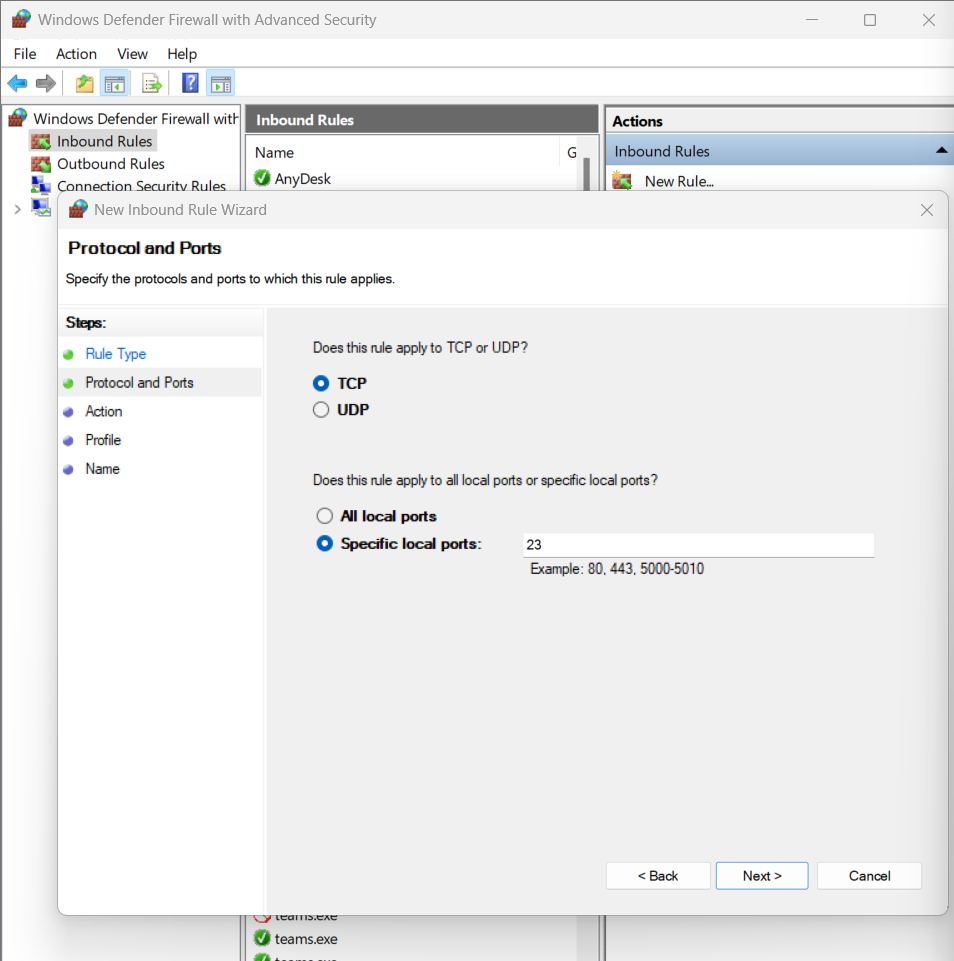 Windows Defender Firewall with Advanced Security
File Action View Help
Windows Defender Firewall with
Inbound Rules
Outbound Rules
Connection Security Rules
Inbound Rules
Name G
AnyDesk
Actions
Inbound Rules
New Rule...
New Inbound Rule Wizard
Protocol and Ports
Specify the protocols and ports to which this rule applies.
Steps:
Rule Type
Protocol and Ports
Action
Profile
Name
Does this rule apply to TCP or UDP?
TCP
UDP
Does this rule apply to all local ports or specific local ports?
All local ports
Specific local ports: 23
Example: 80, 443, 5000-5010
< Back Next > Cancel
teams.exe
teams.exe
teams.exe